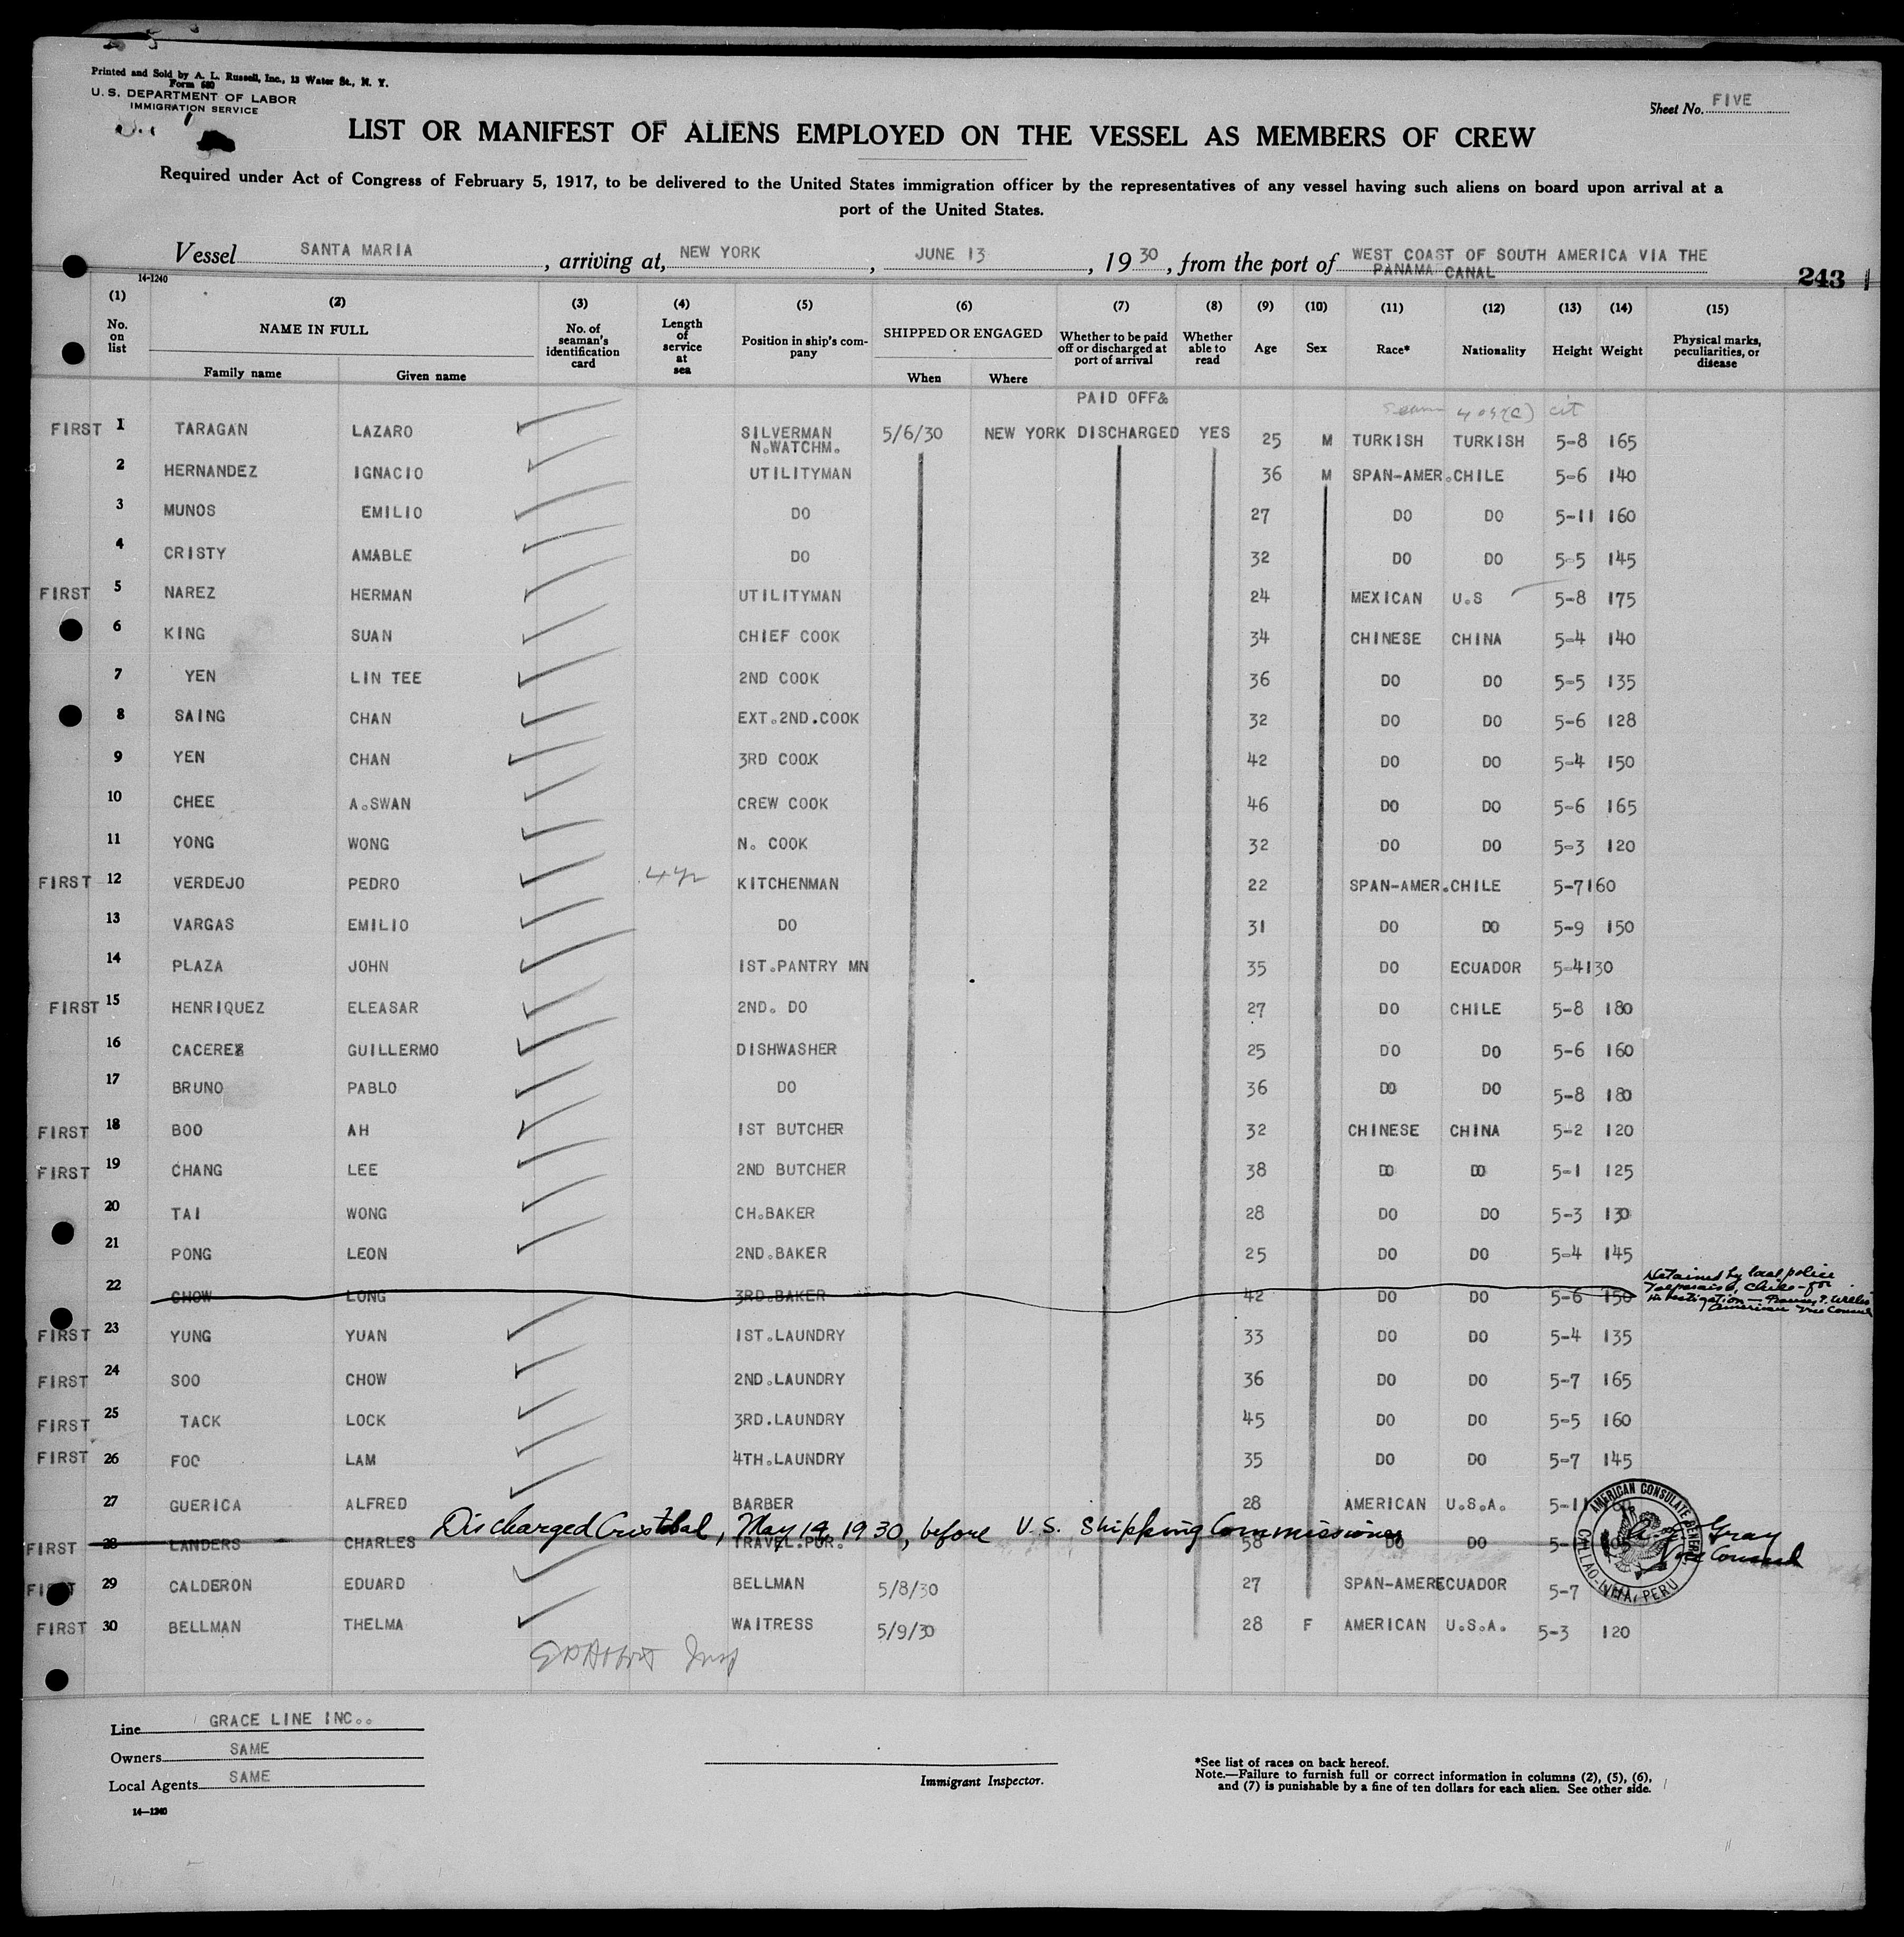 Printed and Sold by A. L. Russell, Inc., 13 Water St., N. Y.
Form 680
U. S. DEPARTMENT OF LABOR
IMMIGRATION SERVICE
Sheet No. FIVE
LIST OR MANIFEST OF ALIENS EMPLOYED ON THE VESSEL AS MEMBERS OF CREW
Required under Act of Congress of February 5, 1917, to be delivered to the United States immigration officer by the representatives of any vessel having such aliens on board upon arrival at a
port of the United States.
Vessel SANTA MARIA, arriving at, NEW YORK, JUNE 13, 1930, from the port of WEST COAST OF SOUTH AMERICA VIA THE
PANAMA CANAL
14-1240
243
(1) (2) (3) (4) (5) (6) (7) (8) (9) (10) (11) (12) (13) (14) (15)
No. on list
NAME IN FULL
Family name Given name
No. of seaman's identification card
Length of service at sea
Position in ship's company
SHIPPED OR ENGAGED
When Where
Whether to be paid off or discharged at port of arrival
Whether able to read
Age Sex Race* Nationality Height Weight
Physical marks, peculiarities, or disease
PAID OFF&
FIRST 1 TARAGAN LAZARO SILVERMAN 5/6/30 NEW YORK DISCHARGED YES 25 M TURKISH TURKISH 5-8 165
N.WATCHM.
2 HERNANDEZ IGNACIO UTILITYMAN 36 M SPAN-AMER.CHILE 5-6 140
3 MUNOS EMILIO DO 27 DO DO 5-11 160
4 CRISTY AMABLE DO 32 DO DO 5-5 145
FIRST 5 NAREZ HERMAN UTILITYMAN 24 MEXICAN U.S 5-8 175
6 KING SUAN CHIEF COOK 34 CHINESE CHINA 5-4 140
7 YEN LIN TEE 2ND COOK 36 DO DO 5-5 135
8 SAING CHAN EXT.2ND.COOK 32 DO DO 5-6 128
9 YEN CHAN 3RD COOK 42 DO DO 5-4 150
10 CHEE A.SWAN CREW COOK 46 DO DO 5-6 165
11 YONG WONG N. COOK 32 DO DO 5-3 120
FIRST 12 VERDEJO PEDRO 4 yr KITCHENMAN 22 SPAN-AMER.CHILE 5-7160
13 VARGAS EMILIO DO 31 DO DO 5-9 150
14 PLAZA JOHN 1ST.PANTRY MN 35 DO ECUADOR 5-4130
FIRST 15 HENRIQUEZ ELEASAR 2ND. DO 27 DO CHILE 5-8 180
16 CACEREZ GUILLERMO DISHWASHER 25 DO DO 5-6 160
17 BRUNO PABLO DO 36 DO DO 5-8 180
FIRST 18 BOO AH 1ST BUTCHER 32 CHINESE CHINA 5-2 120
FIRST 19 CHANG LEE 2ND BUTCHER 38 DO DO 5-1 125
20 TAI WONG CH.BAKER 28 DO DO 5-3 130
21 PONG LEON 2ND.BAKER 25 DO DO 5-4 145
22 CHOW LONG 3RD.BAKER 42 DO DO 5-6 150
Detained by local police
Valparaiso, Chile - for
investigation
American Vice Consul
FIRST 23 YUNG YUAN 1ST.LAUNDRY 33 DO DO 5-4 135
FIRST 24 SOO CHOW 2ND.LAUNDRY 36 DO DO 5-7 165
FIRST 25 TACK LOCK 3RD.LAUNDRY 45 DO DO 5-5 160
FIRST 26 FOO LAM 4TH.LAUNDRY 35 DO DO 5-7 145
27 GUERICA ALFRED BARBER 28 AMERICAN U.S.A. 5-11
Discharged Cristobal, May 14, 1930, before U.S. Shipping Commissioner
FIRST 28 LANDERS CHARLES TRAVEL.PUR. 58 DO DO 5-
Gray
Vice Consul
AMERICAN CONSULATE GENERAL
CALLAO-LIMA, PERU
FIRST 29 CALDERON EDUARD BELLMAN 5/8/30 27 SPAN-AMER ECUADOR 5-7
FIRST 30 BELLMAN THELMA WAITRESS 5/9/30 28 F AMERICAN U.S.A. 5-3 120
Insp
Line GRACE LINE INC..
Owners SAME
Local Agents SAME
14-1240
Immigrant Inspector.
*See list of races on back hereof.
Note.—Failure to furnish full or correct information in columns (2), (5), (6),
and (7) is punishable by a fine of ten dollars for each alien. See other side.